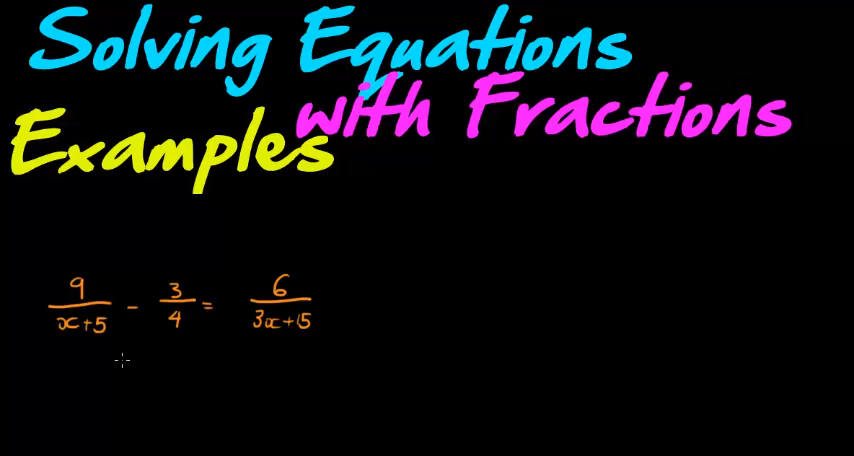 Solving Equations
with Fractions
Examples
9/(x+5) - 3/4 = 6/(3x+15)